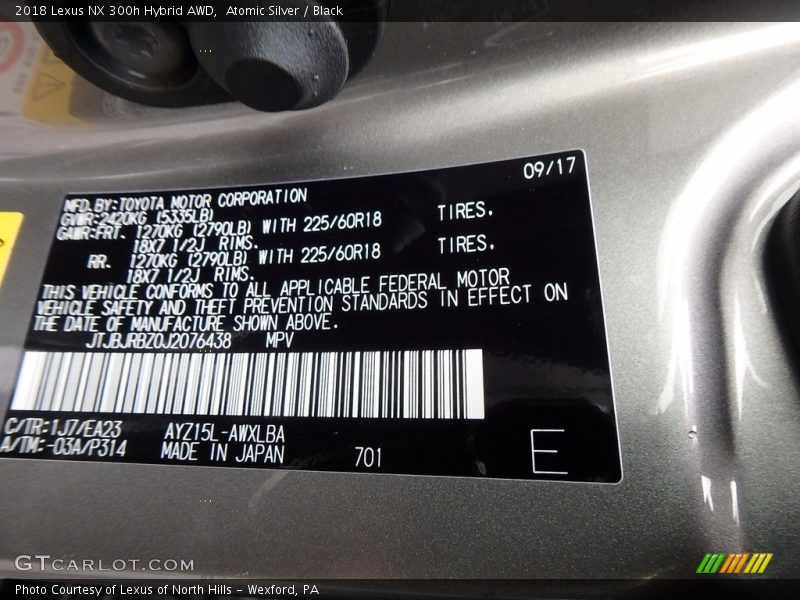 2018 Lexus NX 300h Hybrid AWD,  Atomic Silver / Black
09/17
MFD.BY:TOYOTA MOTOR CORPORATION
GVWR:2420KG (5335LB)
GAWR:FRT. 1270KG (2790LB) WITH 225/60R18 TIRES.
18X7 1/2J RIMS.
RR. 1270KG (2790LB) WITH 225/60R18 TIRES.
18X7 1/2J RIMS.
THIS VEHICLE CONFORMS TO ALL APPLICABLE FEDERAL MOTOR
VEHICLE SAFETY AND THEFT PREVENTION STANDARDS IN EFFECT ON
THE DATE OF MANUFACTURE SHOWN ABOVE.
JTJBJRBZ0J2076438 MPV
C/TR:1J7/EA23 AYZ15L-AWXLBA
A/TM:-03A/P314 MADE IN JAPAN 701
E
GTCARLOT.COM
Photo Courtesy of Lexus of North Hills – Wexford, PA